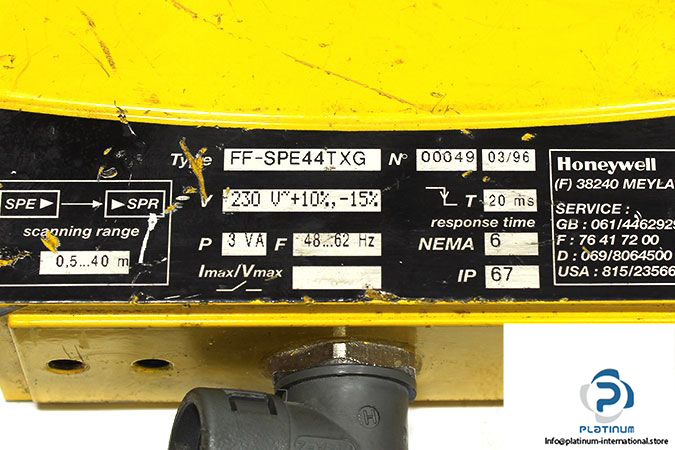 Type FF-SPE44TXG N° 00049 03/96
Honeywell
(F) 38240 MEYLA
SPE SPR
V 230 V~+10%,-15%
T 20 ms
response time
scanning range
0,5...40 m
P 3 VA F 48...62 Hz
NEMA 6
Imax/Vmax
IP 67
SERVICE :
GB : 061/4462929
F : 76 41 72 00
D : 069/8064500
USA : 815/23566
H
PLATINUM
Email:info@platinum-international.store